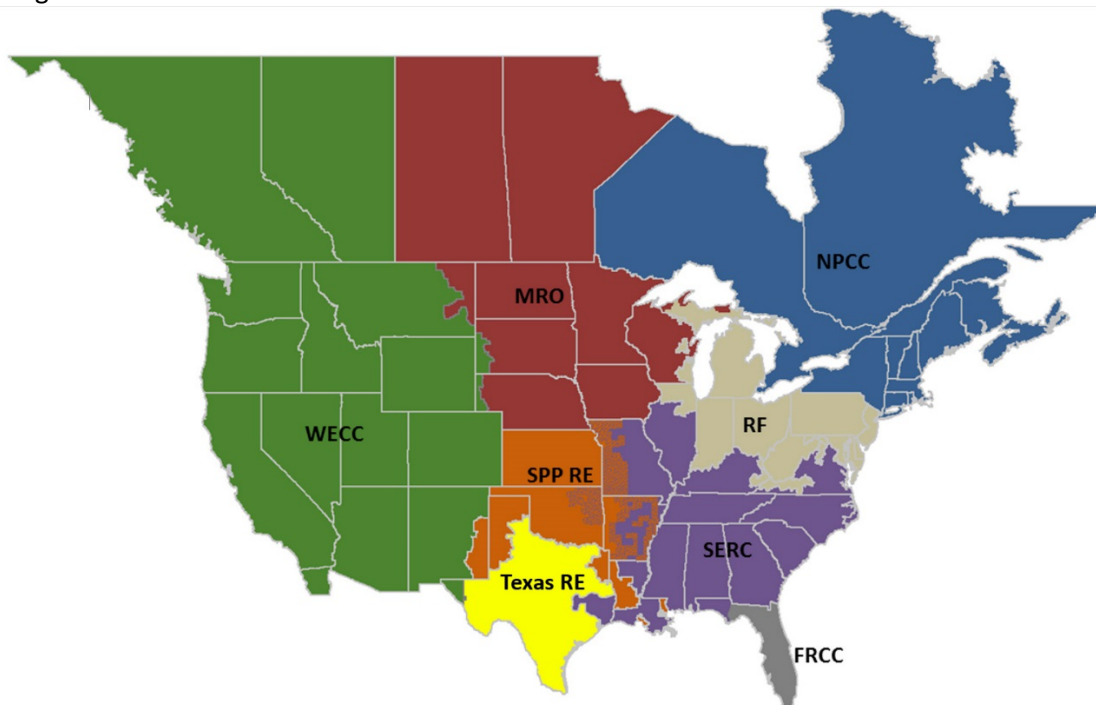 NPCC
MRO
RF
WECC
SPP RE
SERC
Texas RE
FRCC